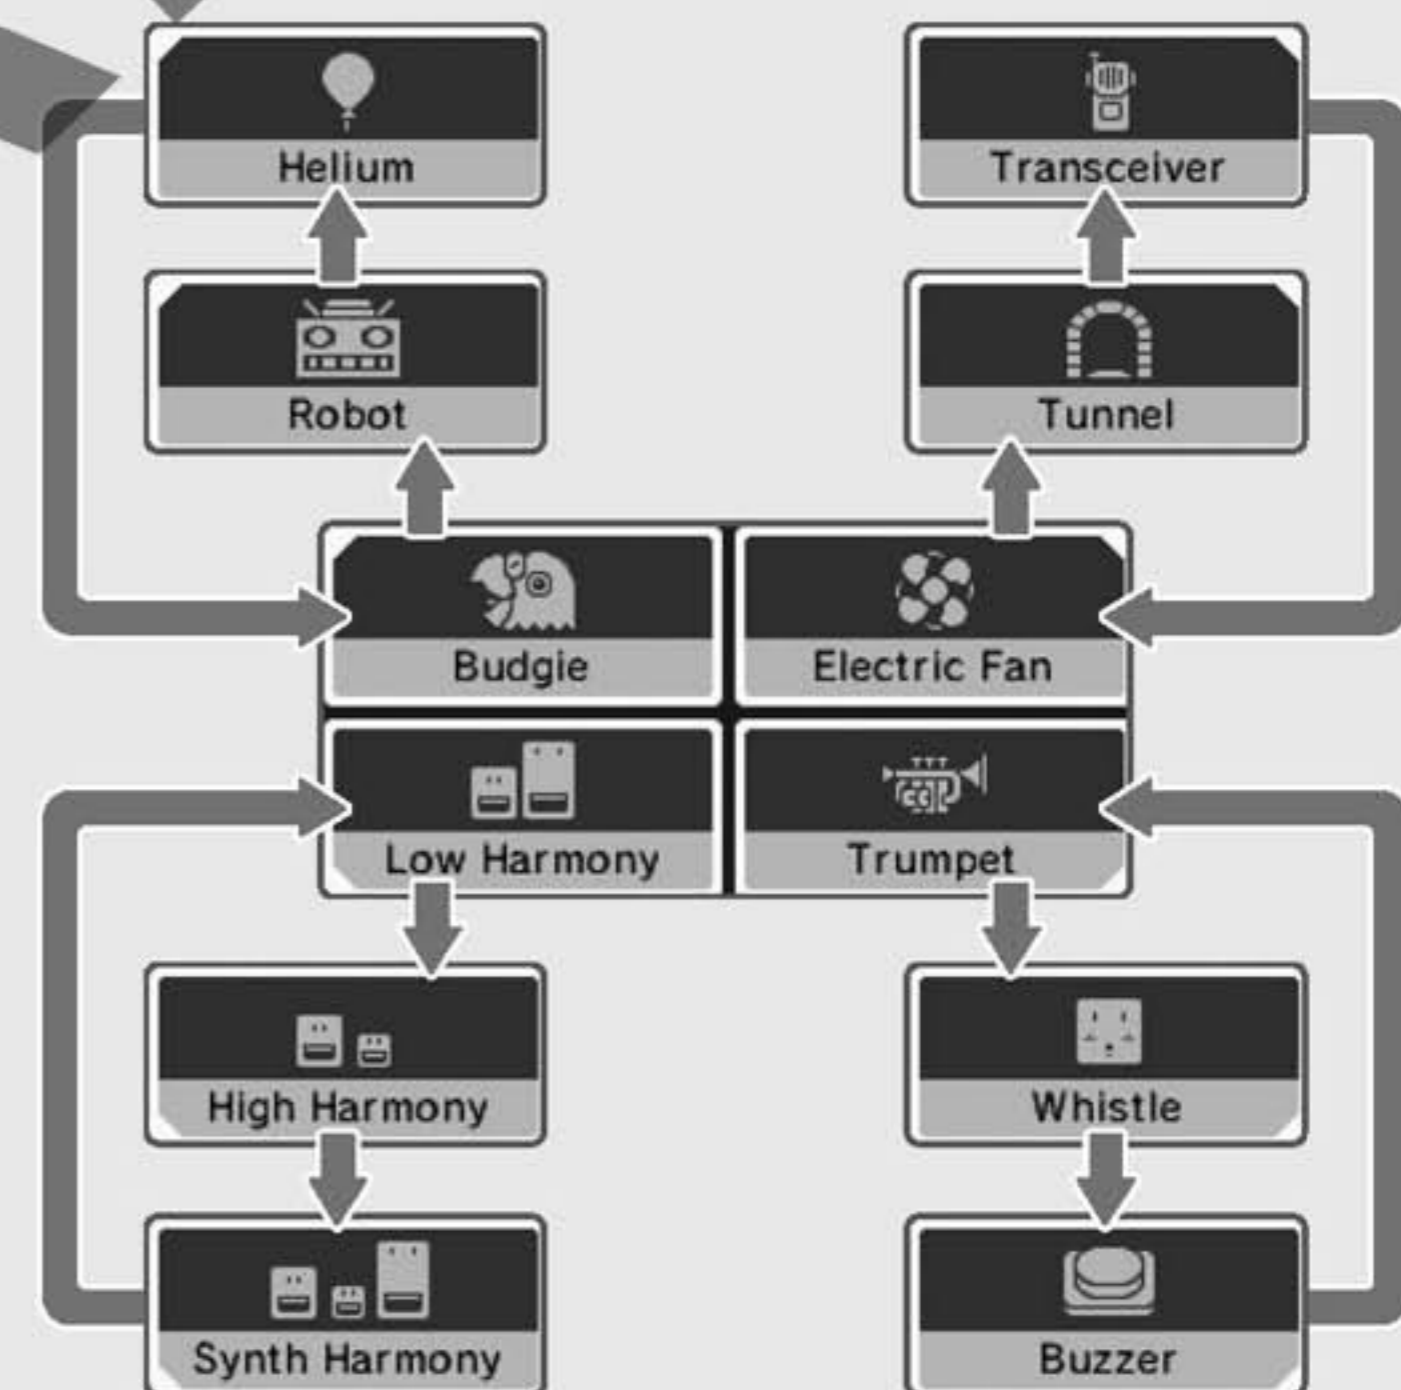 Helium
Transceiver
Robot
Tunnel
Budgie
Electric Fan
Low Harmony
Trumpet
High Harmony
Whistle
Synth Harmony
Buzzer